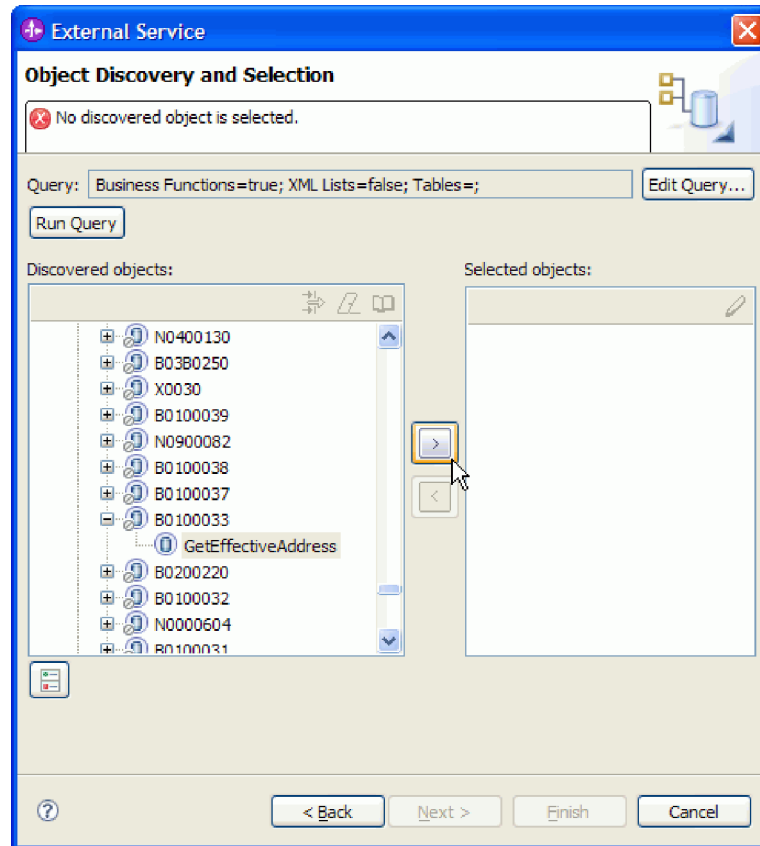 External Service
Object Discovery and Selection
No discovered object is selected.
Query: Business Functions=true; XML Lists=false; Tables=; Edit Query...
Run Query
Discovered objects: Selected objects:
N0400130
B03B0250
X0030
B0100039
N0900082
B0100038
B0100037
B0100033
GetEffectiveAddress
B0200220
B0100032
N0000604
B0100031
< Back Next > Finish Cancel